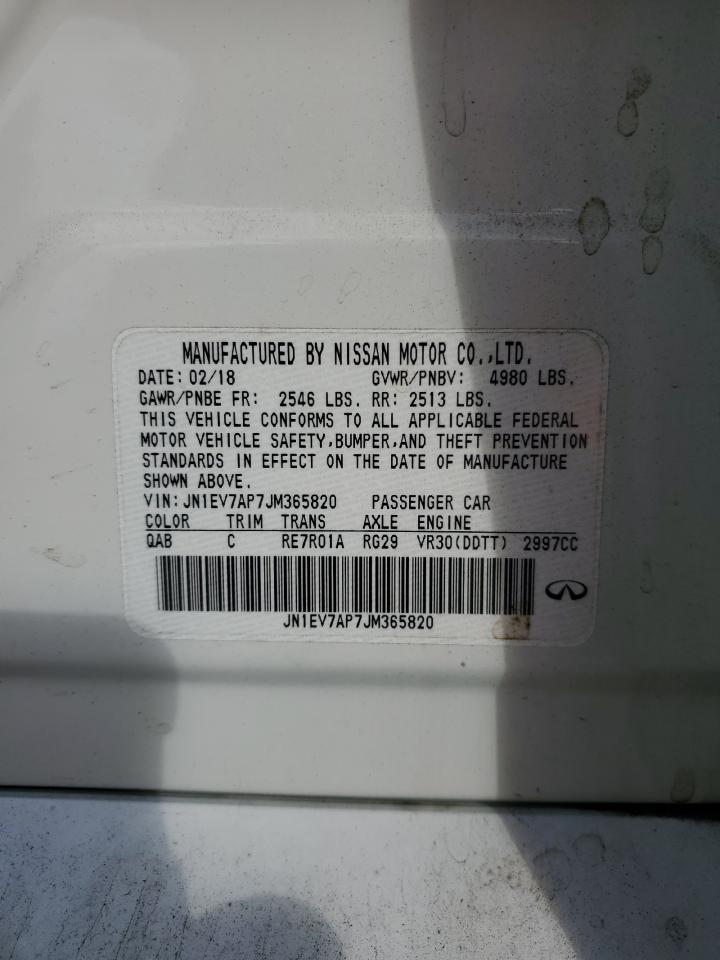 MANUFACTURED BY NISSAN MOTOR CO.,LTD.
DATE: 02/18 GVWR/PNBV: 4980 LBS.
GAWR/PNBE FR: 2546 LBS. RR: 2513 LBS.
THIS VEHICLE CONFORMS TO ALL APPLICABLE FEDERAL
MOTOR VEHICLE SAFETY,BUMPER,AND THEFT PREVENTION
STANDARDS IN EFFECT ON THE DATE OF MANUFACTURE
SHOWN ABOVE.
VIN:JN1EV7AP7JM365820 PASSENGER CAR
COLOR TRIM TRANS AXLE ENGINE
QAB C RE7R01A RG29 VR30(DDTT) 2997CC
JN1EV7AP7JM365820